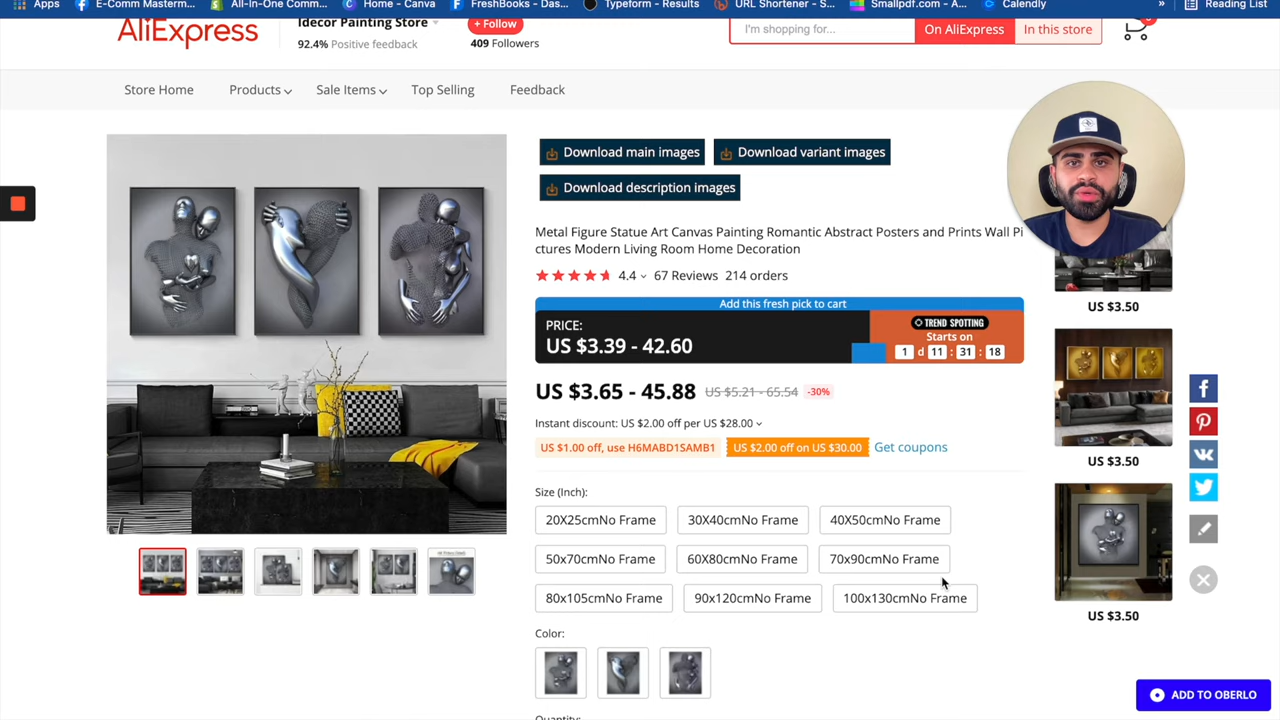 Apps
E-Comm Masterm...
All-In-One Comm...
Home - Canva
FreshBooks - Das...
Typeform - Results
URL Shortener - S...
Smallpdf.com - A...
Calendly
»
Reading List
AliExpress
Idecor Painting Store
92.4% Positive feedback
+ Follow
409 Followers
I'm shopping for...
On AliExpress
In this store
Store Home
Products
Sale Items
Top Selling
Feedback
Download main images
Download variant images
Download description images
Metal Figure Statue Art Canvas Painting Romantic Abstract Posters and Prints Wall Pi
ctures Modern Living Room Home Decoration
4.4
67 Reviews
214 orders
Add this fresh pick to cart
PRICE:
US $3.39 - 42.60
TREND SPOTTING
Starts on
1 d 11 : 31 : 18
US $3.65 - 45.88
US $5.21 - 65.54
-30%
Instant discount: US $2.00 off per US $28.00
US $1.00 off, use H6MABD1SAMB1
US $2.00 off on US $30.00
Get coupons
Size (Inch):
20X25cmNo Frame
30X40cmNo Frame
40X50cmNo Frame
50x70cmNo Frame
60X80cmNo Frame
70x90cmNo Frame
80x105cmNo Frame
90x120cmNo Frame
100x130cmNo Frame
Color:
Quantity:
US $3.50
US $3.50
US $3.50
ADD TO OBERLO